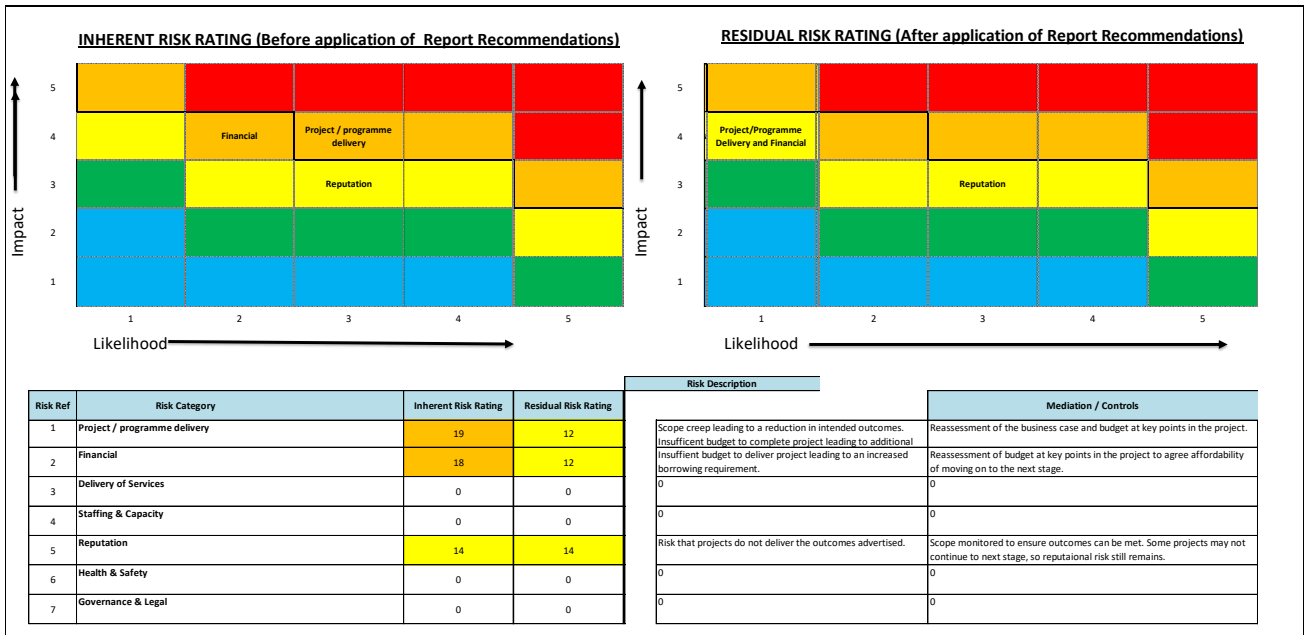 INHERENT RISK RATING (Before application of  Report Recommendations)
RESIDUAL RISK RATING (After application of Report Recommendations)
Impact
5
4
3
2
1
Financial
Project / programme
delivery
Reputation
1
2
3
4
5
Likelihood
Impact
5
4
3
2
1
Project/Programme
Delivery and Financial
Reputation
1
2
3
4
5
Likelihood
Risk Description
Risk Ref
Risk Category
Inherent Risk Rating
Residual Risk Rating
Mediation / Controls
1
Project / programme delivery
19
12
Scope creep leading to a reduction in intended outcomes.
Insufficent budget to complete project leading to additional
Reassessment of the business case and budget at key points in the project.
2
Financial
18
12
Insuffient budget to deliver project leading to an increased
borrowing requirement.
Reassessment of budget at key points in the project to agree affordability
of moving on to the next stage.
3
Delivery of Services
0
0
0
0
4
Staffing & Capacity
0
0
0
0
5
Reputation
14
14
Risk that projects do not deliver the outcomes advertised.
Scope monitored to ensure outcomes can be met. Some projects may not
continue to next stage, so reputaional risk still remains.
6
Health & Safety
0
0
0
0
7
Governance & Legal
0
0
0
0